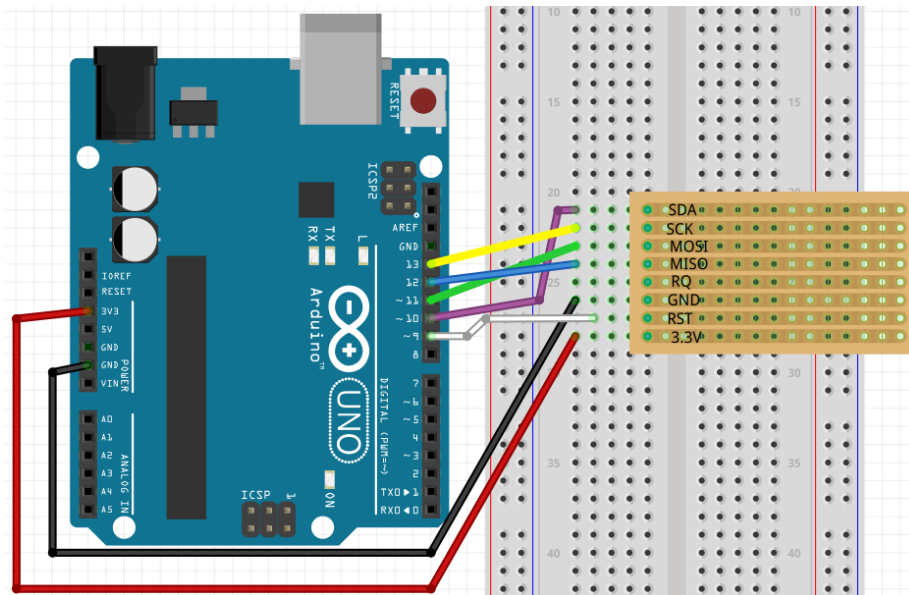 10 10
15 15
20
25
30 30
35 35
40 40
RESET
ICSP2
AREF
GND
13
12
~11
~10
~9
8
7
~6
~5
4
~3
2
TX0▶1
RX0◀0
RX
TX
L
Arduino™
UNO
DIGITAL (PWM=~)
ON
ICSP
1
IOREF
RESET
3V3
5V
GND
GND
VIN
POWER
A0
A1
A2
A3
A4
A5
ANALOG IN
SDA
SCK
MOSI
MISO
RQ
GND
RST
3.3V